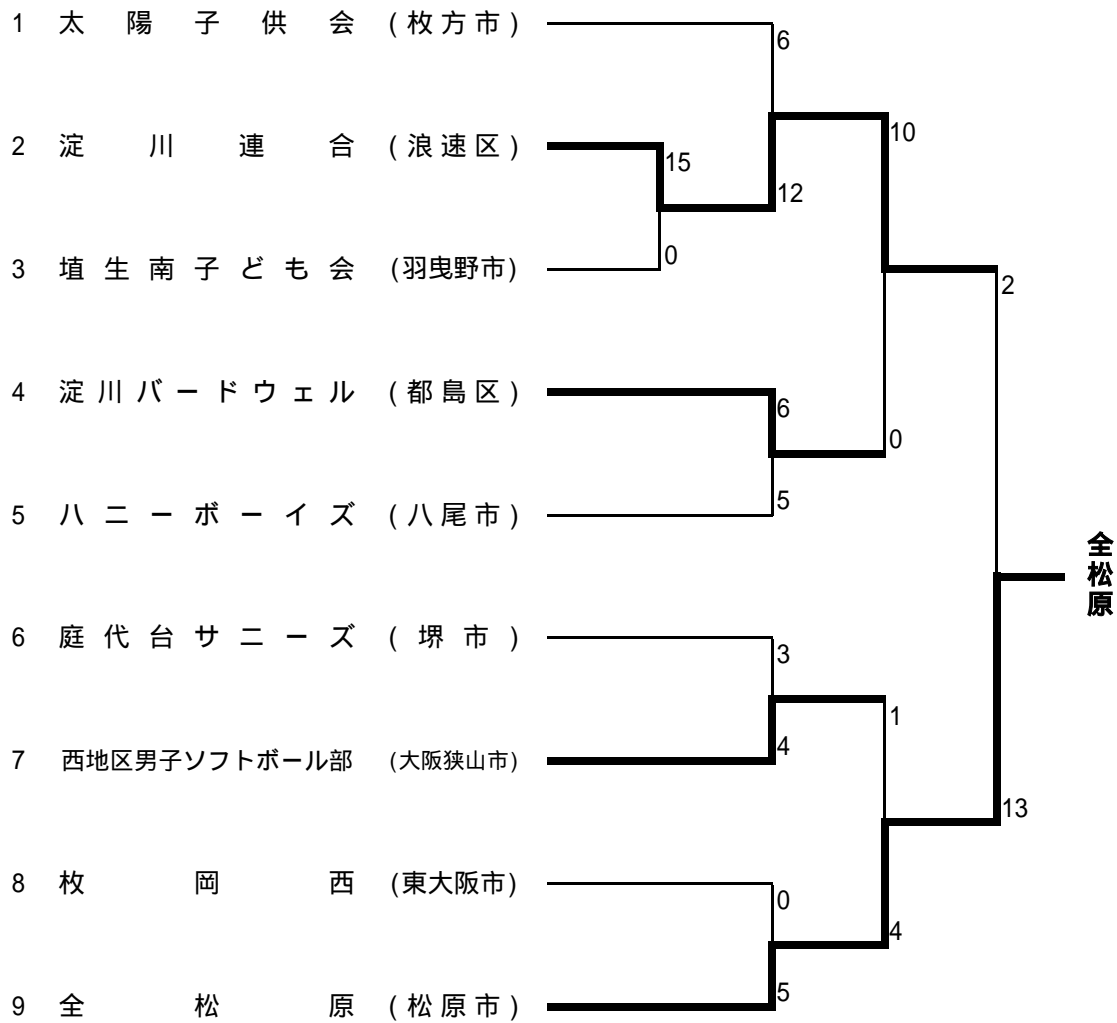 1 太陽子供会 (枚方市)
6
10
2 淀川連合 (浪速区)
15
12
0
3 埴生南子ども会 (羽曳野市)
2
4 淀川バードウェル (都島区)
6
0
5
5 ハニーボーイズ (八尾市)
全松原
6 庭代台サニーズ (堺市)
3
1
4
7 西地区男子ソフトボール部 (大阪狭山市)
13
8 枚岡西 (東大阪市)
0
4
5
9 全松原 (松原市)